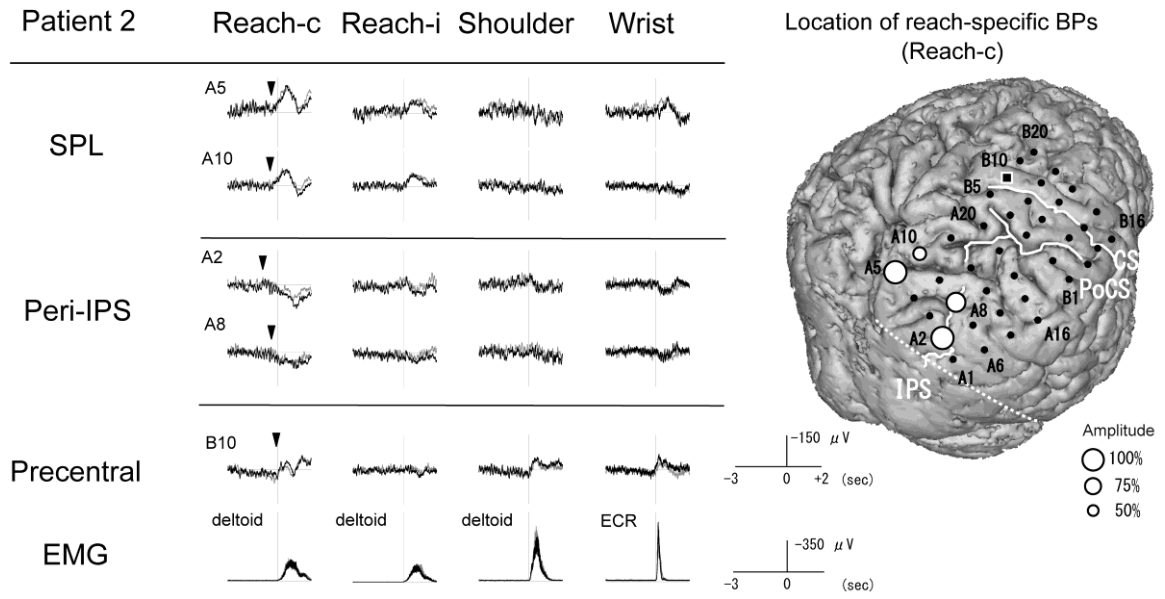 Patient 2
Reach-c
Reach-i
Shoulder
Wrist
Location of reach-specific BPs
(Reach-c)
SPL
A5
A10
Peri-IPS
A2
A8
Precentral
B10
EMG
deltoid
deltoid
deltoid
ECR
-150 μV
-3 0 +2 (sec)
-350 μV
-3 0 (sec)
B20
B10
B5
A20
B16
A10
A5
CS
PoCS
B1
A8
A2
A16
A6
A1
IPS
Amplitude
100%
75%
50%